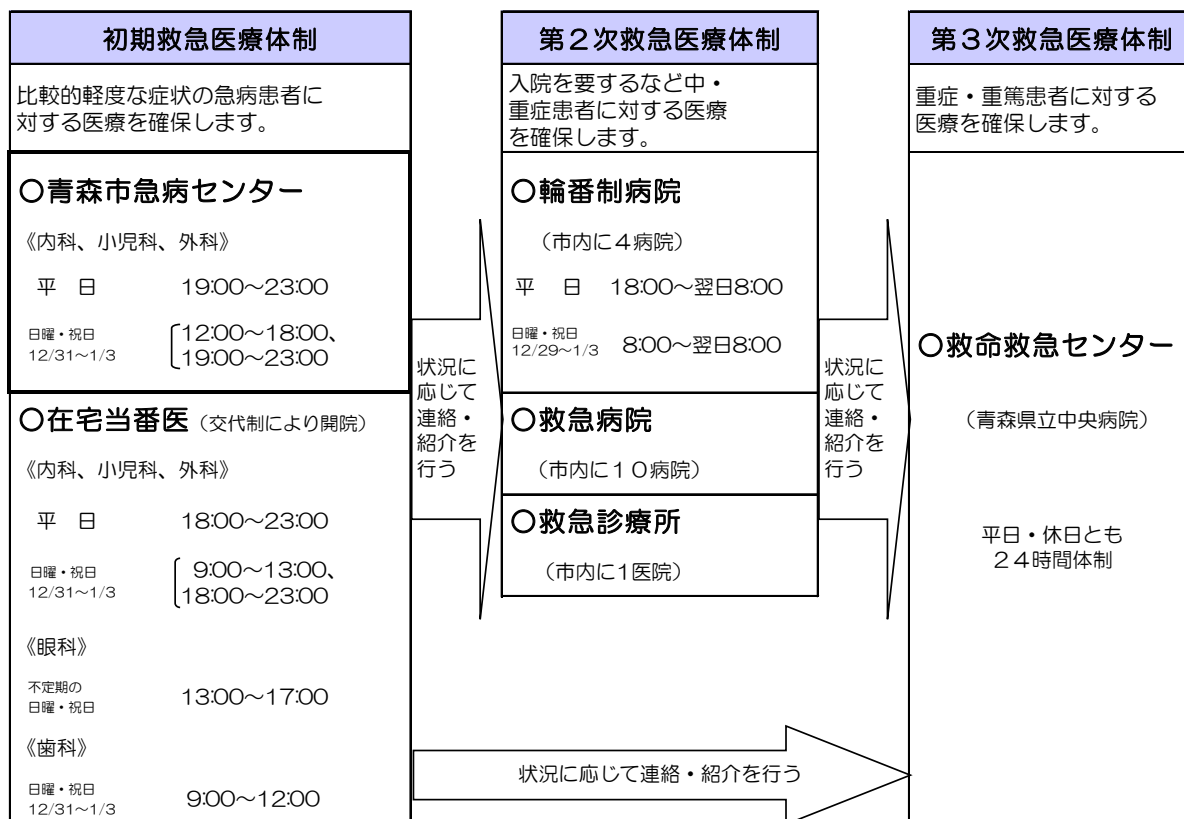 初期救急医療体制
比較的軽度な症状の急病患者に
対する医療を確保します。
○青森市急病センター
《内科、小児科、外科》
平 日 19:00～23:00
日曜・祝日
12/31～1/3
12:00～18:00、
19:00～23:00
○在宅当番医（交代制により開院）
《内科、小児科、外科》
平 日 18:00～23:00
日曜・祝日
12/31～1/3
9:00～13:00、
18:00～23:00
《眼科》
不定期の
日曜・祝日
13:00～17:00
《歯科》
日曜・祝日
12/31～1/3
9:00～12:00
状況に
応じて
連絡・
紹介を
行う
第２次救急医療体制
入院を要するなど中・
重症患者に対する医療
を確保します。
○輪番制病院
（市内に４病院）
平 日 18:00～翌日8:00
日曜・祝日
12/29～1/3
8:00～翌日8:00
○救急病院
（市内に１０病院）
○救急診療所
（市内に1医院）
状況に
応じて
連絡・
紹介を
行う
状況に応じて連絡・紹介を行う
第３次救急医療体制
重症・重篤患者に対する
医療を確保します。
○救命救急センター
（青森県立中央病院）
平日・休日とも
２４時間体制